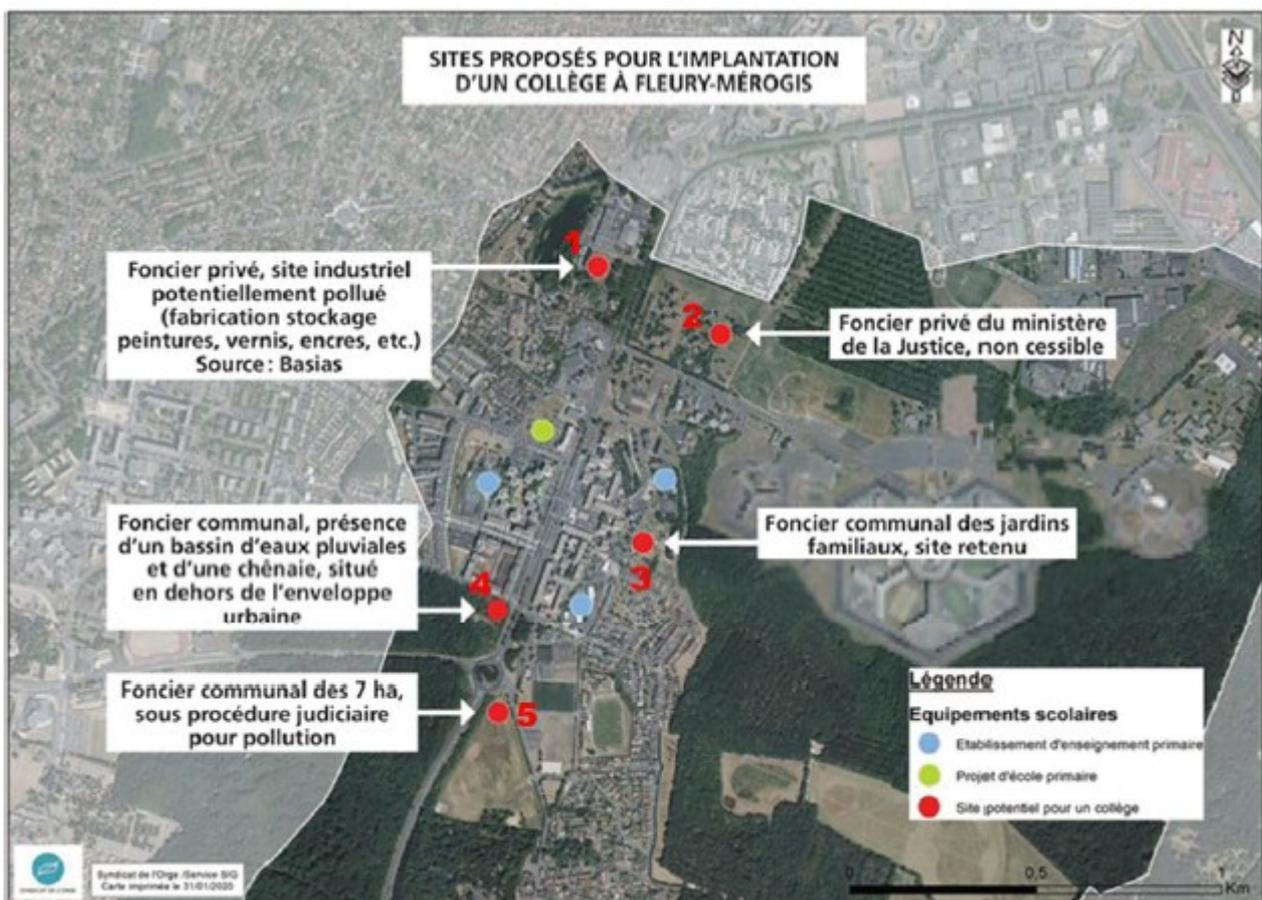 SITES PROPOSÉS POUR L'IMPLANTATION
D'UN COLLÈGE À FLEURY-MÉROGIS
N
1
Foncier privé, site industriel
potentiellement pollué
(fabrication stockage
peintures, vernis, encres, etc.)
Source : Basias
2
Foncier privé du ministère
de la Justice, non cessible
Foncier communal, présence
d'un bassin d'eaux pluviales
et d'une chênaie, situé
en dehors de l'enveloppe
urbaine
Foncier communal des jardins
familiaux, site retenu
3
4
Foncier communal des 7 ha,
sous procédure judiciaire
pour pollution
5
Légende
Equipements scolaires
Etablissement d'enseignement primaire
Projet d'école primaire
Site potentiel pour un collège
SYNDICAT DE L'ORGE
Syndicat de l'Orge /Service SIG
Carte imprimée le 31/01/2020
0 0,5 1
Km